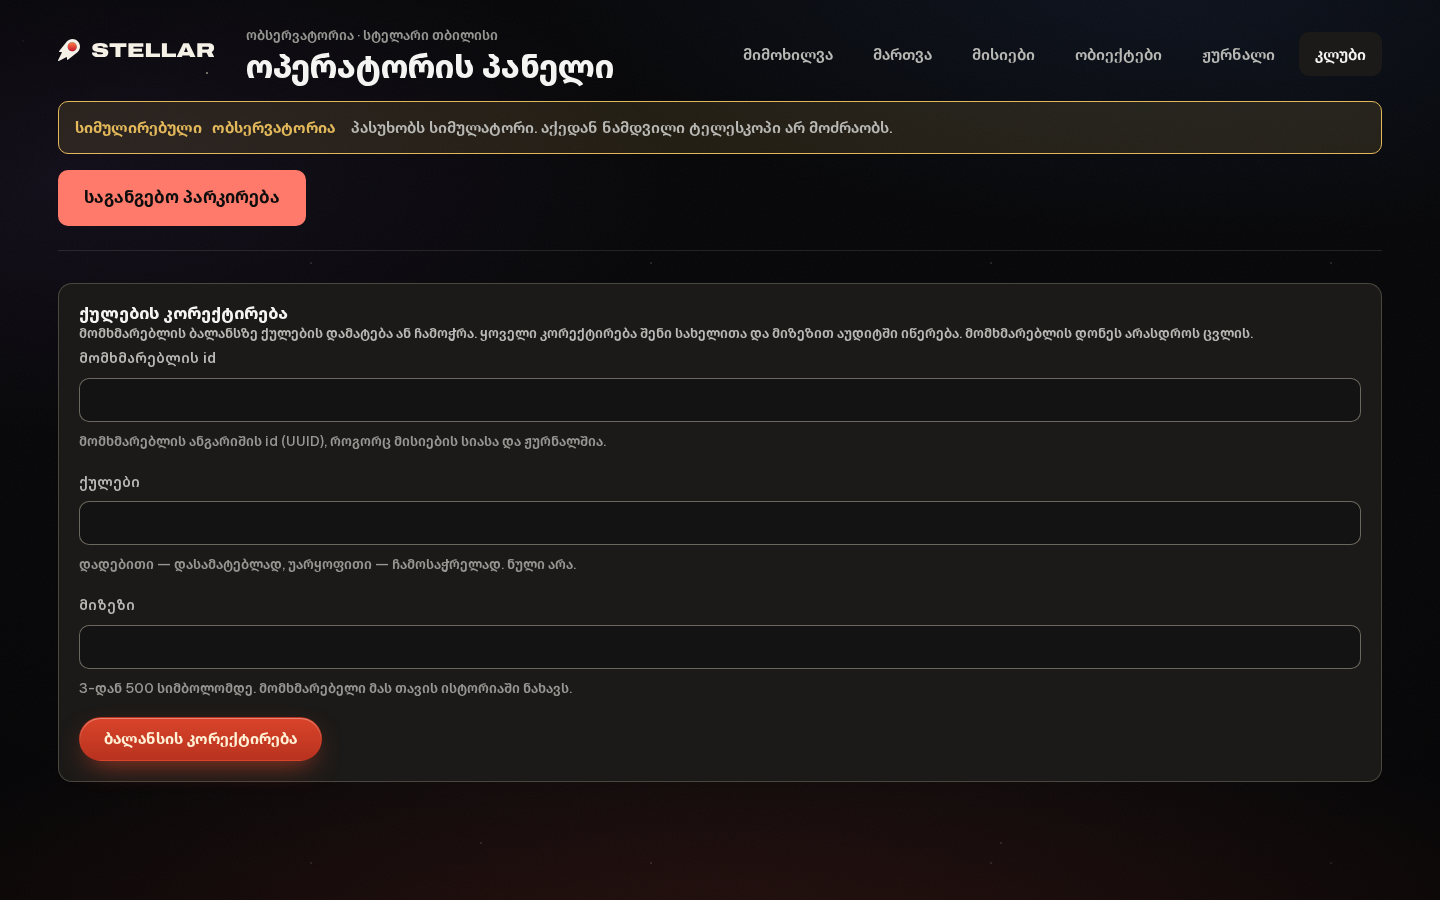 STELLAR
ობსერვატორია · სტელარი თბილისი
ოპერატორის პანელი
მიმოხილვა
მართვა
მისიები
ობიექტები
ჟურნალი
კლუბი
სიმულირებული ობსერვატორია პასუხობს სიმულატორი. აქედან ნამდვილი ტელესკოპი არ მოძრაობს.
საგანგებო პარკირება
ქულების კორექტირება
მომხმარებლის ბალანსზე ქულების დამატება ან ჩამოჭრა. ყოველი კორექტირება შენი სახელითა და მიზეზით აუდიტში იწერება. მომხმარებლის დონეს არასდროს ცვლის.
მომხმარებლის id
მომხმარებლის ანგარიშის id (UUID), როგორც მისიების სიასა და ჟურნალშია.
ქულები
დადებითი — დასამატებლად, უარყოფითი — ჩამოსაჭრელად. ნული არა.
მიზეზი
3-დან 500 სიმბოლომდე. მომხმარებელი მას თავის ისტორიაში ნახავს.
ბალანსის კორექტირება